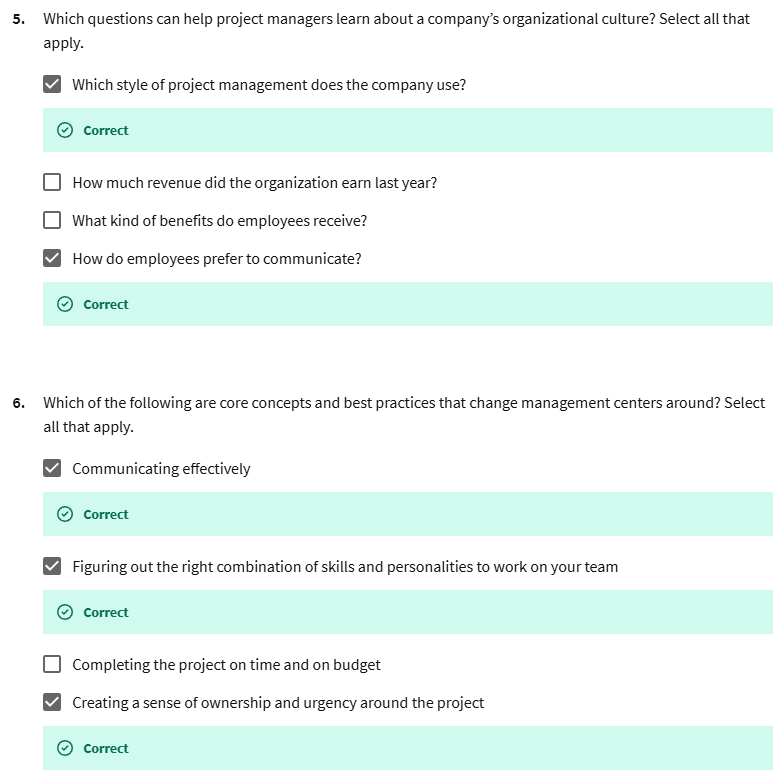 5. Which questions can help project managers learn about a company’s organizational culture? Select all that
apply.
Which style of project management does the company use?
Correct
How much revenue did the organization earn last year?
What kind of benefits do employees receive?
How do employees prefer to communicate?
Correct
6. Which of the following are core concepts and best practices that change management centers around? Select
all that apply.
Communicating effectively
Correct
Figuring out the right combination of skills and personalities to work on your team
Correct
Completing the project on time and on budget
Creating a sense of ownership and urgency around the project
Correct